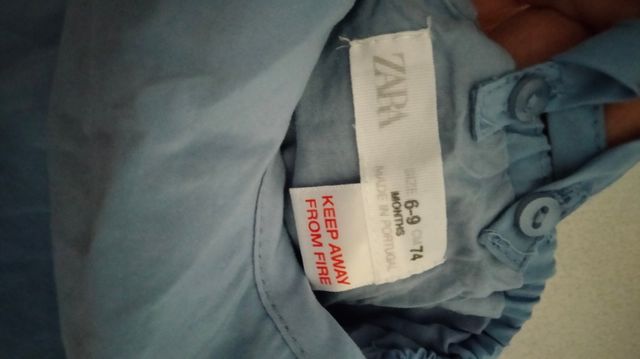 ZARA
SIZE 6-9 CM 74
MONTHS
MADE IN PORTUGAL
KEEP AWAY
FROM FIRE